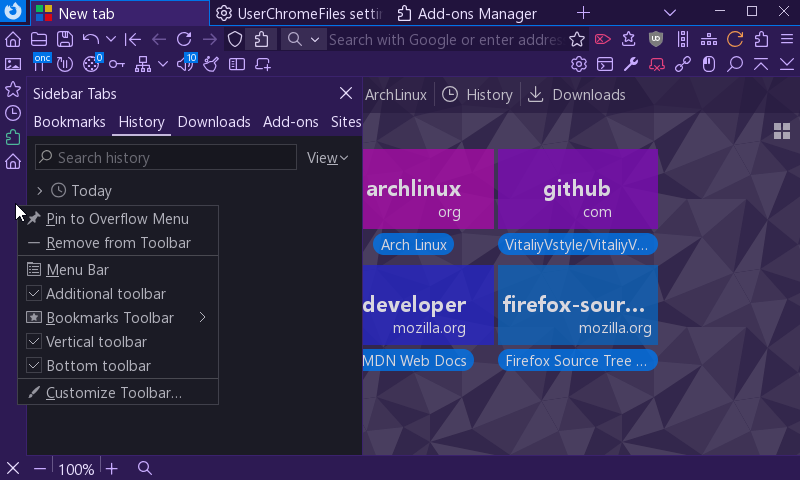 New tab
UserChromeFiles settin
Add-ons Manager
Search with Google or enter address
UD
onc
0
10
Sidebar Tabs
ArchLinux
History
Downloads
Bookmarks
History
Downloads
Add-ons
Sites
Search history
View
Today
Pin to Overflow Menu
Remove from Toolbar
Menu Bar
Additional toolbar
Bookmarks Toolbar
Vertical toolbar
Bottom toolbar
Customize Toolbar...
archlinux
org
Arch Linux
github
com
VitaliyVstyle/VitaliyV...
developer
mozilla.org
MDN Web Docs
firefox-sour...
mozilla.org
Firefox Source Tree ...
100%